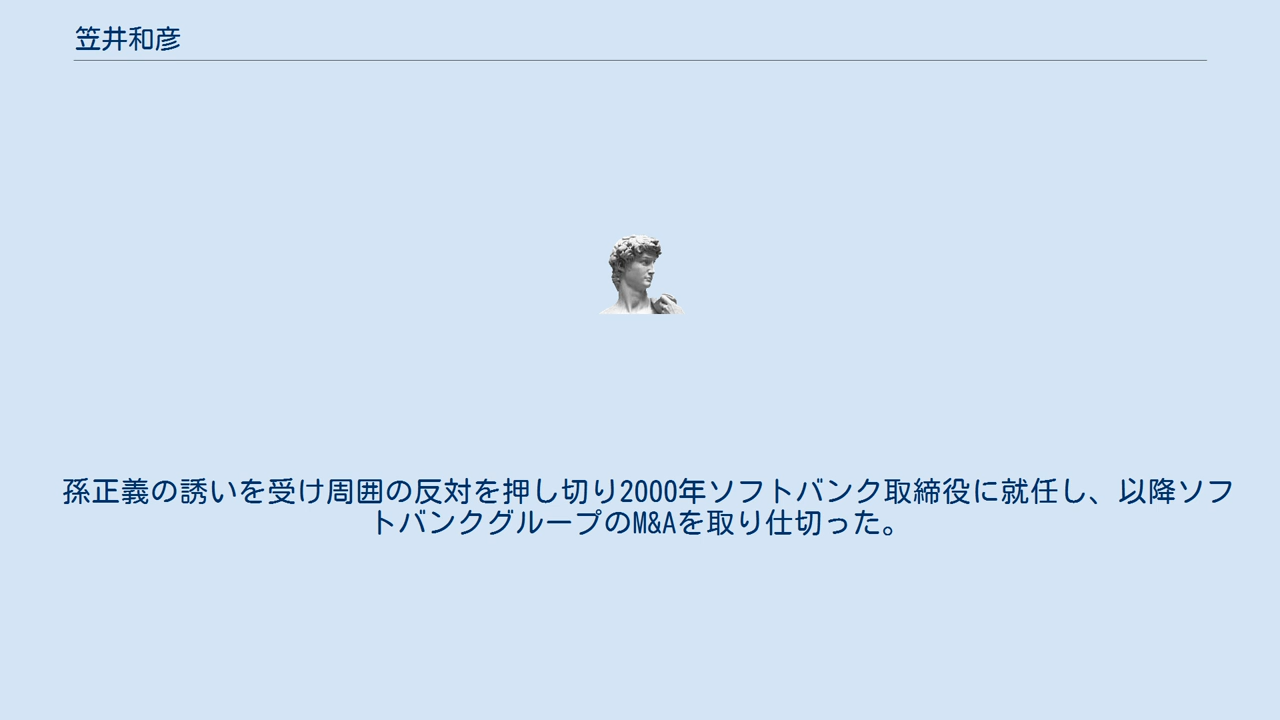 笠井和彦
孫正義の誘いを受け周囲の反対を押し切り2000年ソフトバンク取締役に就任し、以降ソフ
トバンクグループのM&Aを取り仕切った。